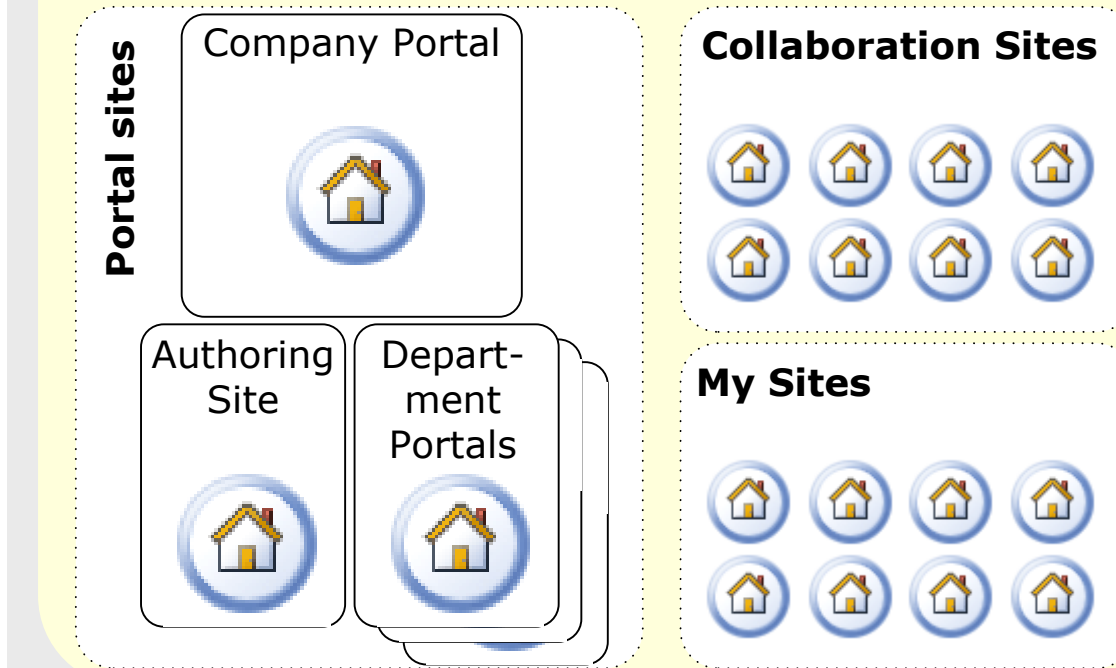 Portal sites
Company Portal
Authoring
Site
Depart-
ment
Portals
Collaboration Sites
My Sites